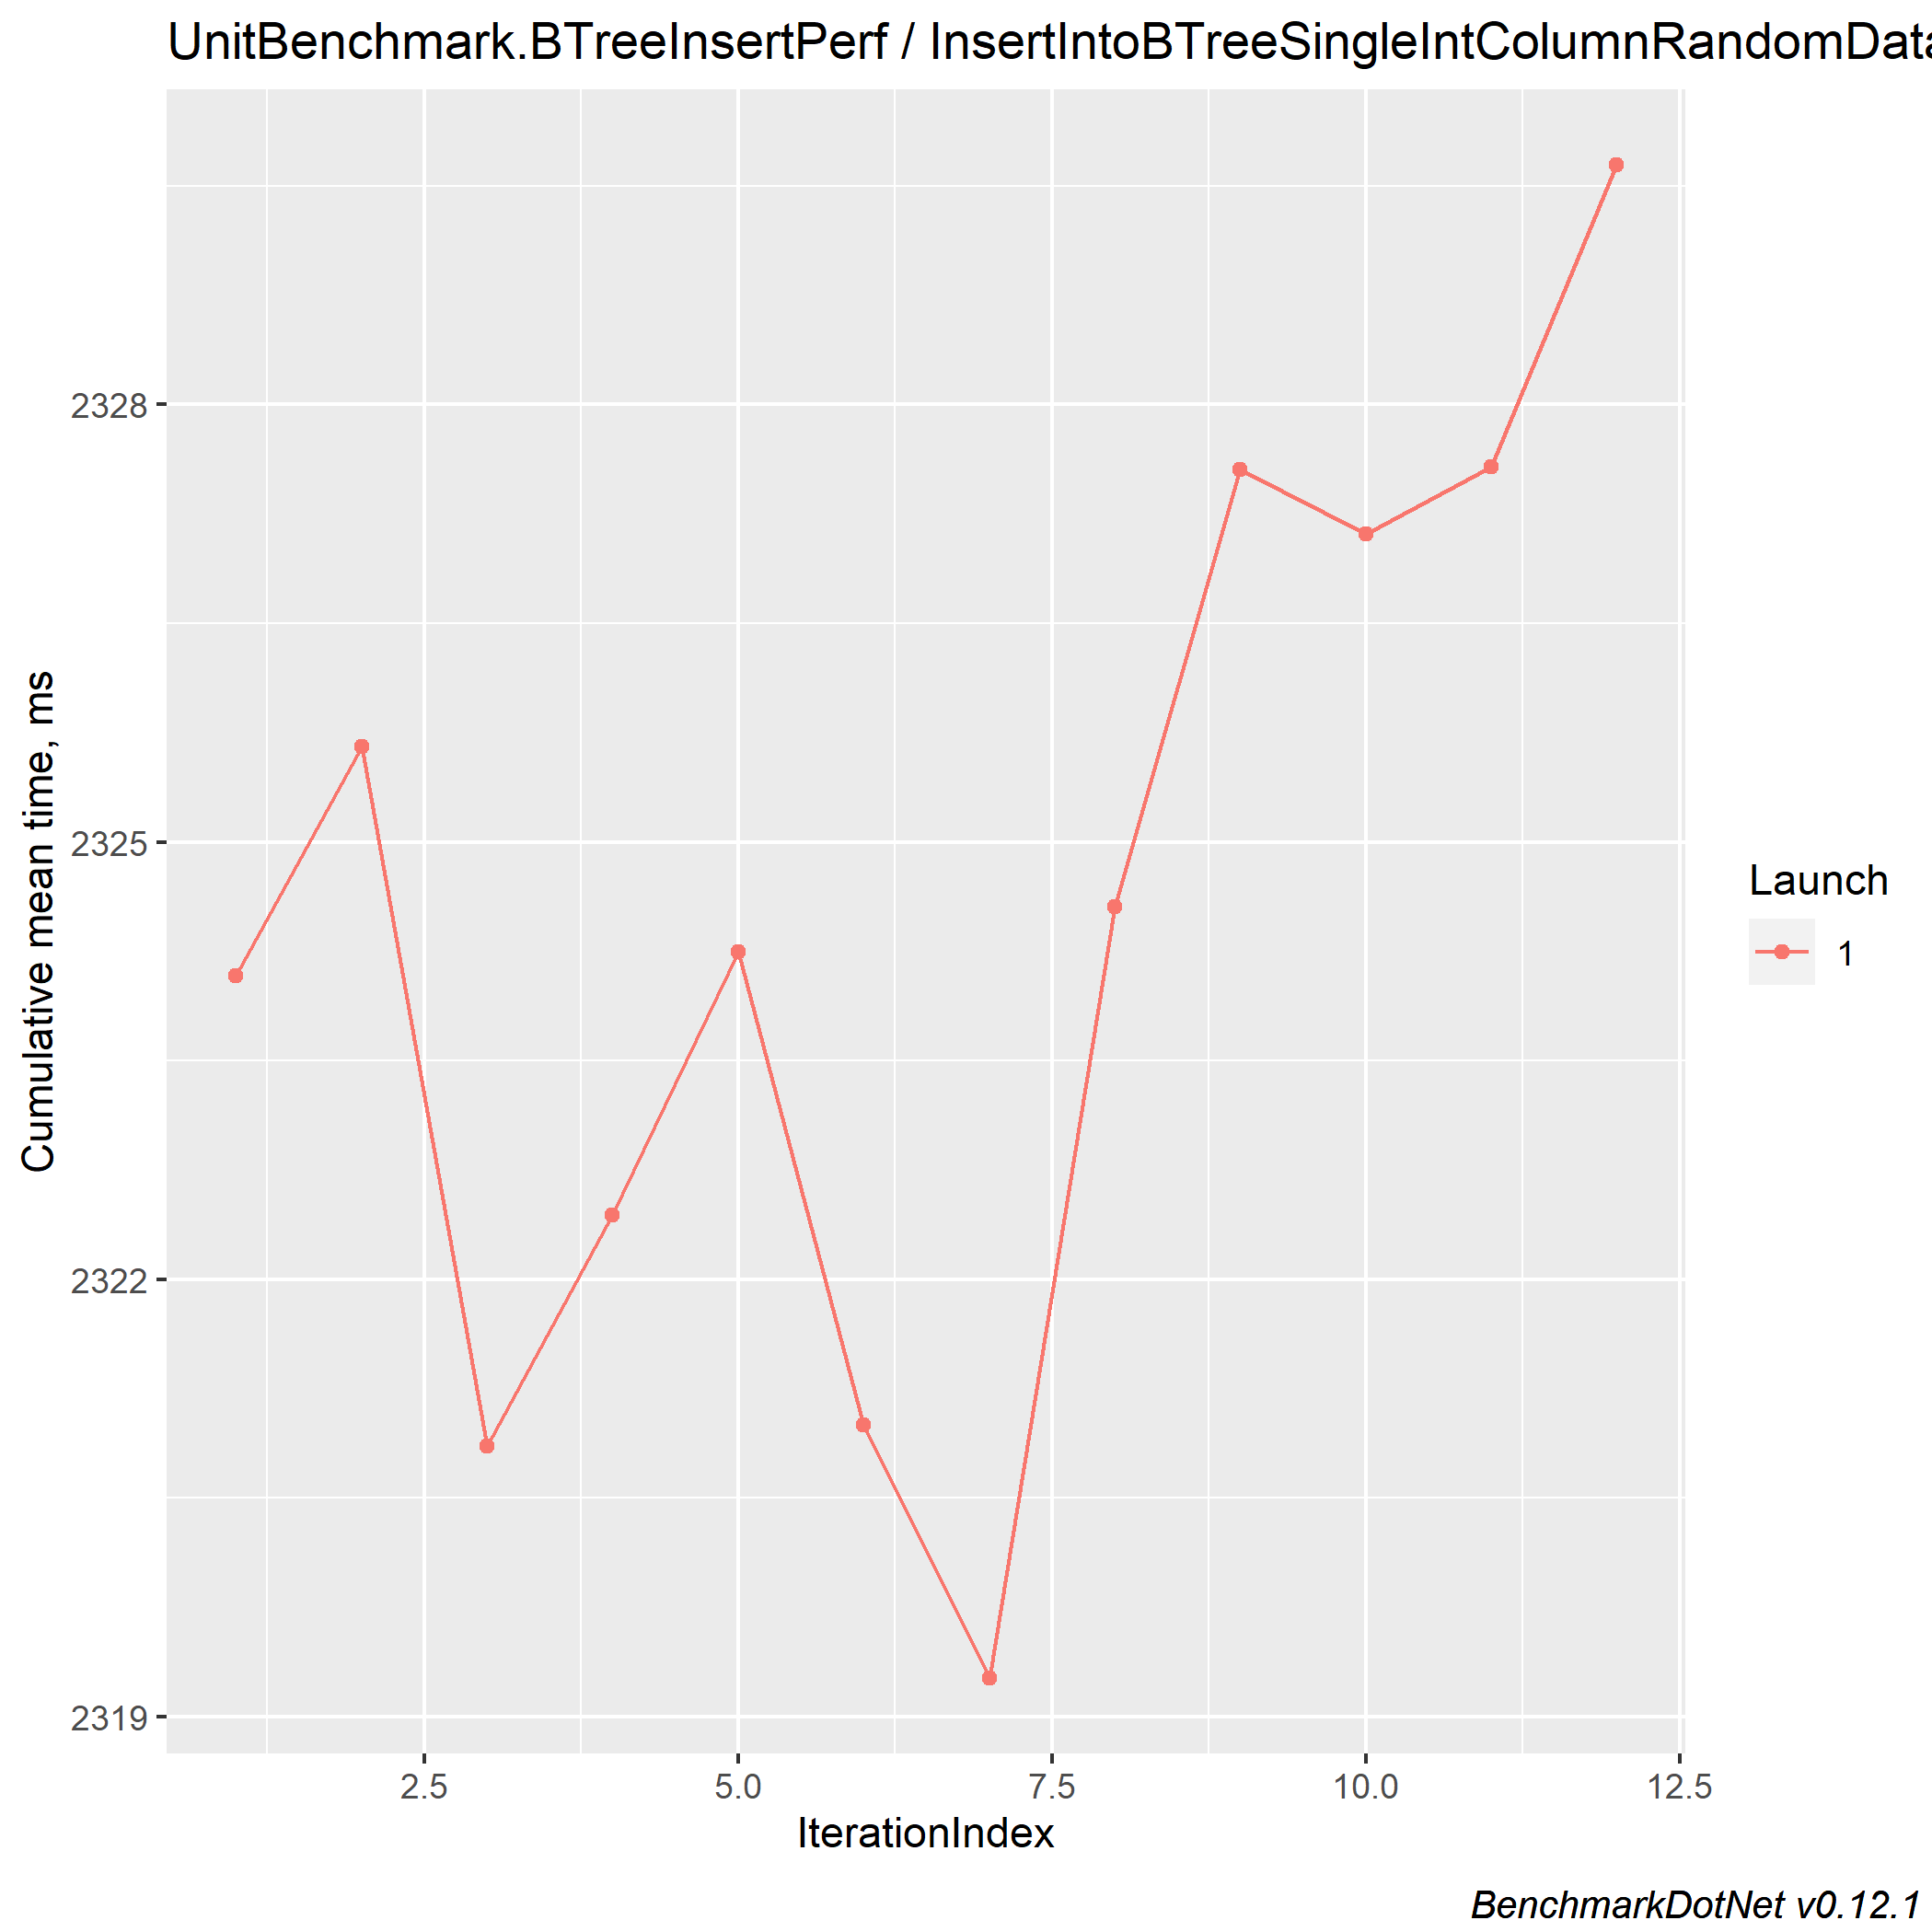 UnitBenchmark.BTreeInsertPerf / InsertIntoBTreeSingleIntColumnRandomData
Cumulative mean time, ms
2328
2325
2322
2319
2.5 5.0 7.5 10.0 12.5
IterationIndex
Launch
1
BenchmarkDotNet v0.12.1